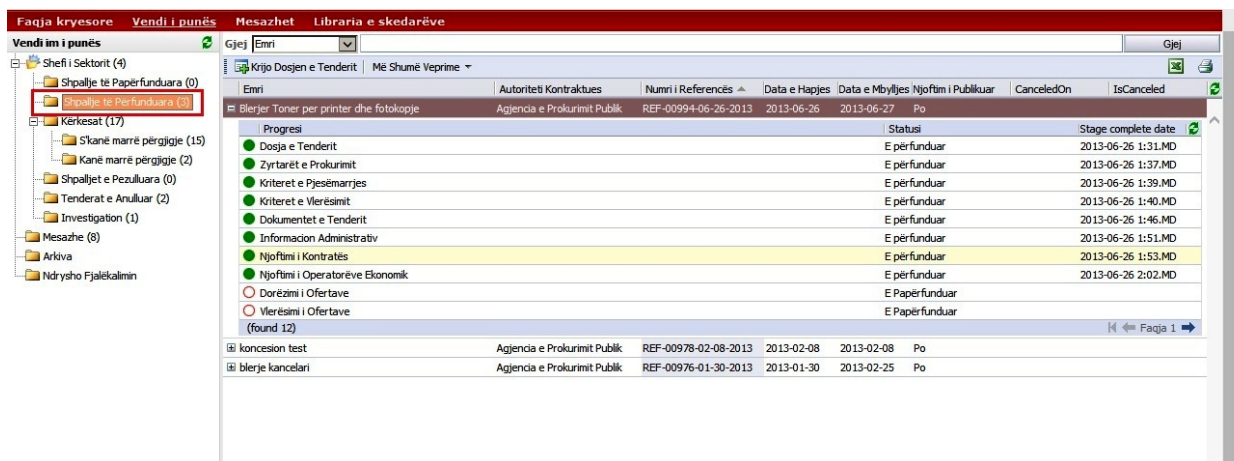 Faqja kryesore Vendi i punës Mesazhet Libraria e skedarëve
Vendi im i punës
Shefi i Sektorit (4)
Shpallje të Papërfunduara (0)
Shpallje të Perfunduara (3)
Kërkesat (17)
S'kanë marrë përgjigje (15)
Kanë marrë përgjigje (2)
Shpalljet e Pezulluara (0)
Tenderat e Anulluar (2)
Investigation (1)
Mesazhe (8)
Arkiva
Ndrysho Fjalëkalimin
Gjej Emri Gjej
Krijo Dosjen e Tenderit Më Shumë Veprime
Emri Autoriteti Kontraktues Numri i Referencës Data e Hapjes Data e Mbylljes Njoftim i Publikuar CanceledOn IsCanceled
Blerjer Toner per printer dhe fotokopje Agjencia e Prokurimit Publik REF-00994-06-26-2013 2013-06-26 2013-06-27 Po
Progresi Statusi Stage complete date
Dosja e Tenderit E përfunduar 2013-06-26 1:31.MD
Zyrtarët e Prokurimit E përfunduar 2013-06-26 1:37.MD
Kriteret e Pjesëmarrjes E përfunduar 2013-06-26 1:39.MD
Kriteret e Vlerësimit E përfunduar 2013-06-26 1:40.MD
Dokumentet e Tenderit E përfunduar 2013-06-26 1:46.MD
Informacion Administrativ E përfunduar 2013-06-26 1:51.MD
Njoftimi i Kontratës E përfunduar 2013-06-26 1:53.MD
Njoftimi i Operatorëve Ekonomik E përfunduar 2013-06-26 2:02.MD
Dorëzimi i Ofertave E Papërfunduar
Vlerësimi i Ofertave E Papërfunduar
(found 12) Faqja 1
koncesion test Agjencia e Prokurimit Publik REF-00978-02-08-2013 2013-02-08 2013-02-08 Po
blerje kancelari Agjencia e Prokurimit Publik REF-00976-01-30-2013 2013-01-30 2013-02-25 Po